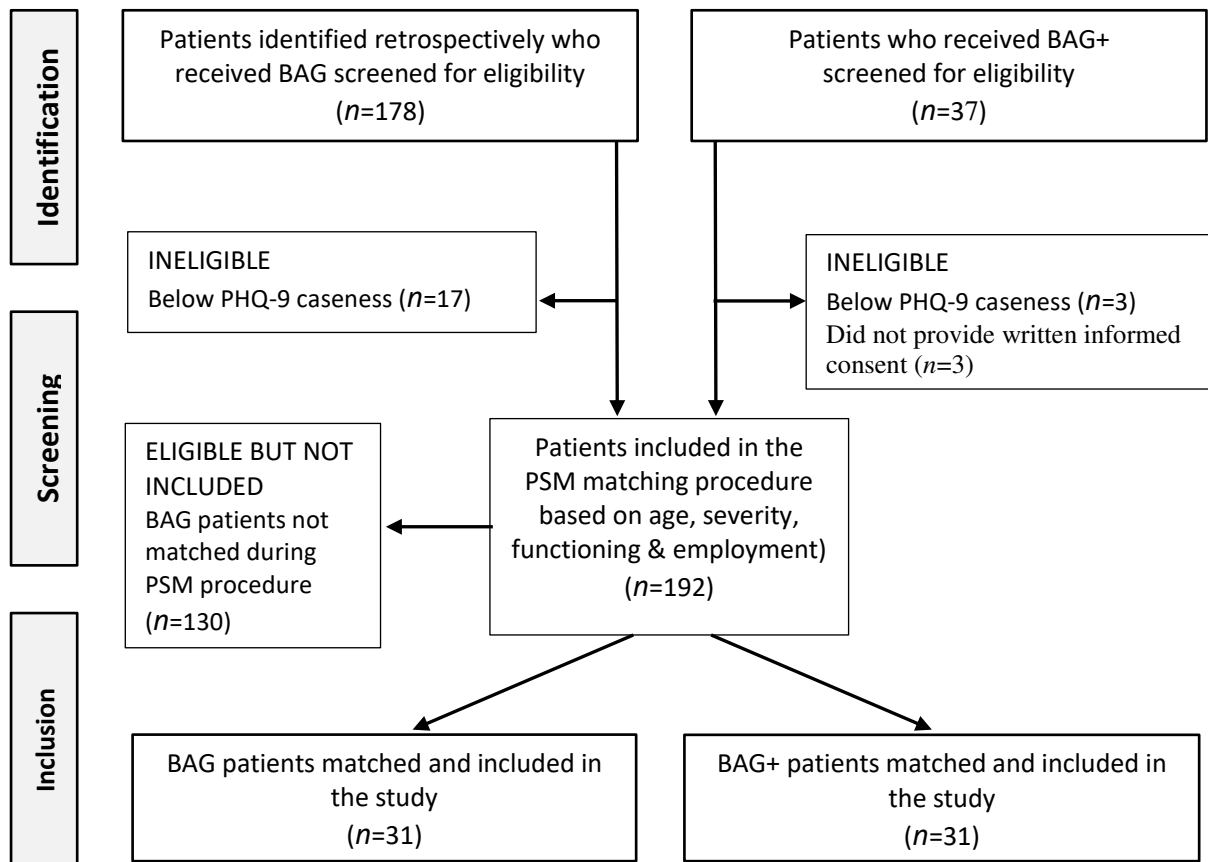 Identification
Patients identified retrospectively who
received BAG screened for eligibility
(n=178)
Patients who received BAG+
screened for eligibility
(n=37)
INELIGIBLE
Below PHQ-9 caseness (n=17)
INELIGIBLE
Below PHQ-9 caseness (n=3)
Did not provide written informed
consent (n=3)
Screening
ELIGIBLE BUT NOT
INCLUDED
BAG patients not
matched during
PSM procedure
(n=130)
Patients included in the
PSM matching procedure
based on age, severity,
functioning & employment)
(n=192)
Inclusion
BAG patients matched and included in
the study
(n=31)
BAG+ patients matched and included in
the study
(n=31)